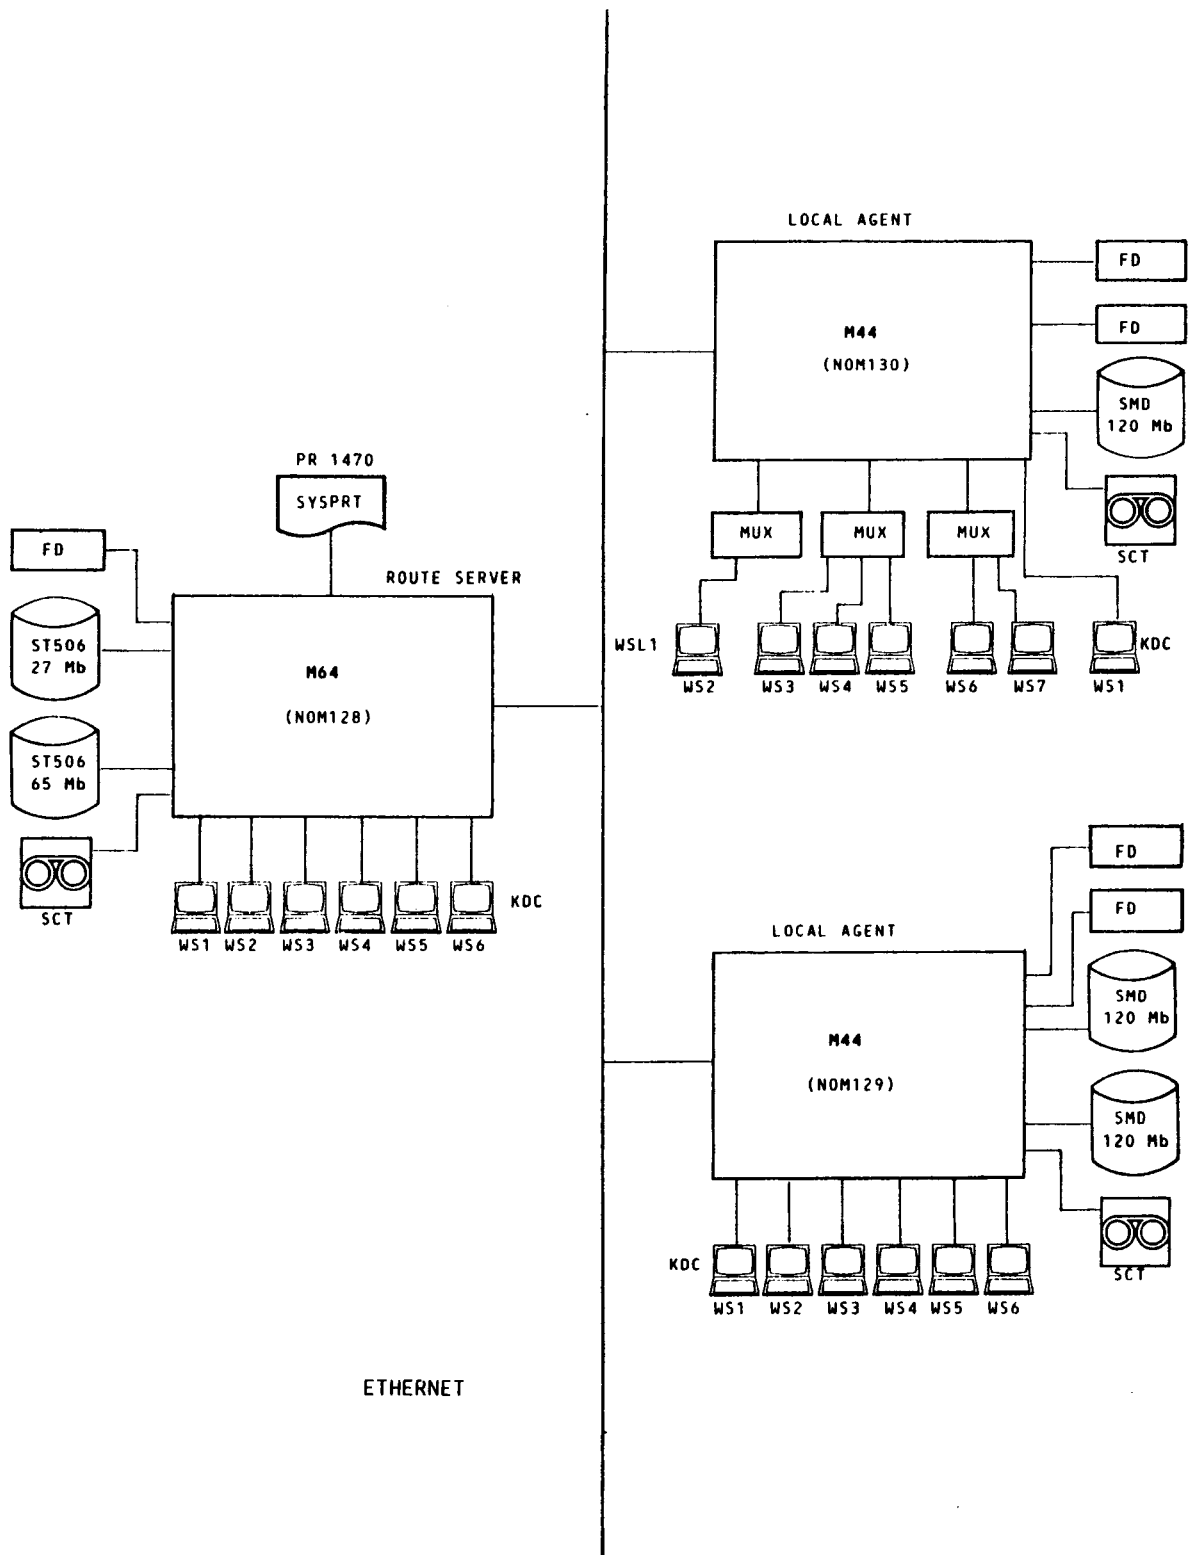 LOCAL AGENT
FD
M44
(NOM130)
FD
SMD
120 Mb
SCT
MUX
MUX
MUX
WSL1
KDC
WS2
WS3
WS4
WS5
WS6
WS7
WS1
PR 1470
SYSPRT
ROUTE SERVER
FD
ST506
27 Mb
M64
(NOM128)
ST506
65 Mb
SCT
KDC
WS1
WS2
WS3
WS4
WS5
WS6
LOCAL AGENT
FD
FD
M44
(NOM129)
SMD
120 Mb
SMD
120 Mb
SCT
KDC
WS1
WS2
WS3
WS4
WS5
WS6
ETHERNET